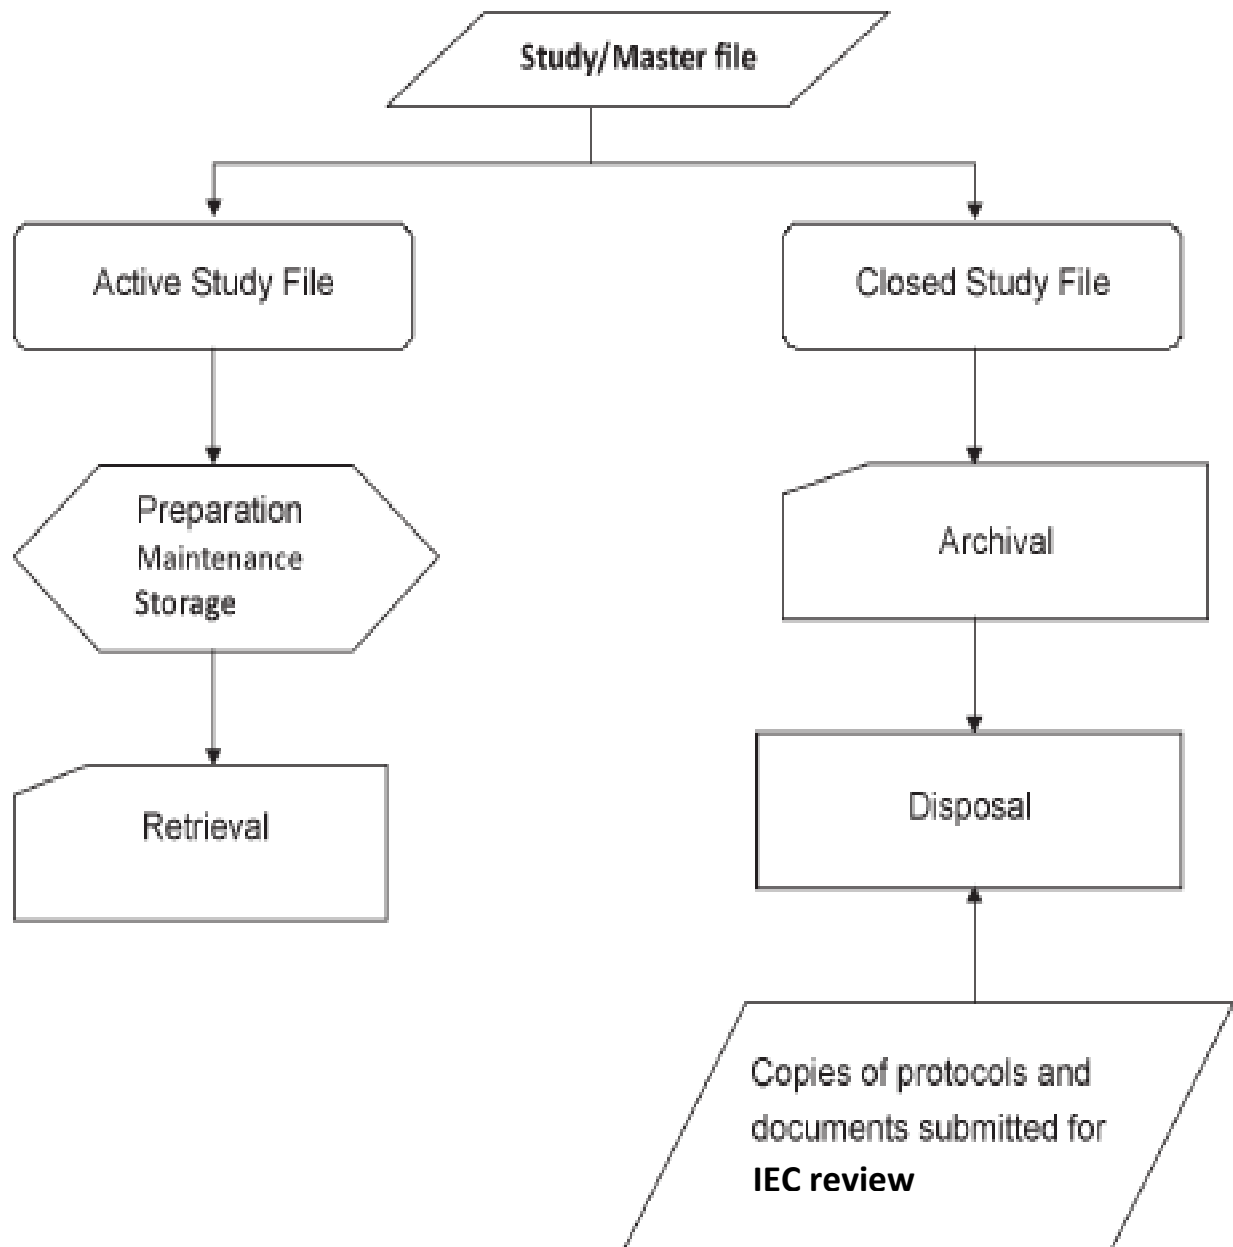 Study/Master file
Active Study File
Closed Study File
Preparation
Maintenance
Storage
Archival
Retrieval
Disposal
Copies of protocols and
documents submitted for
IEC review